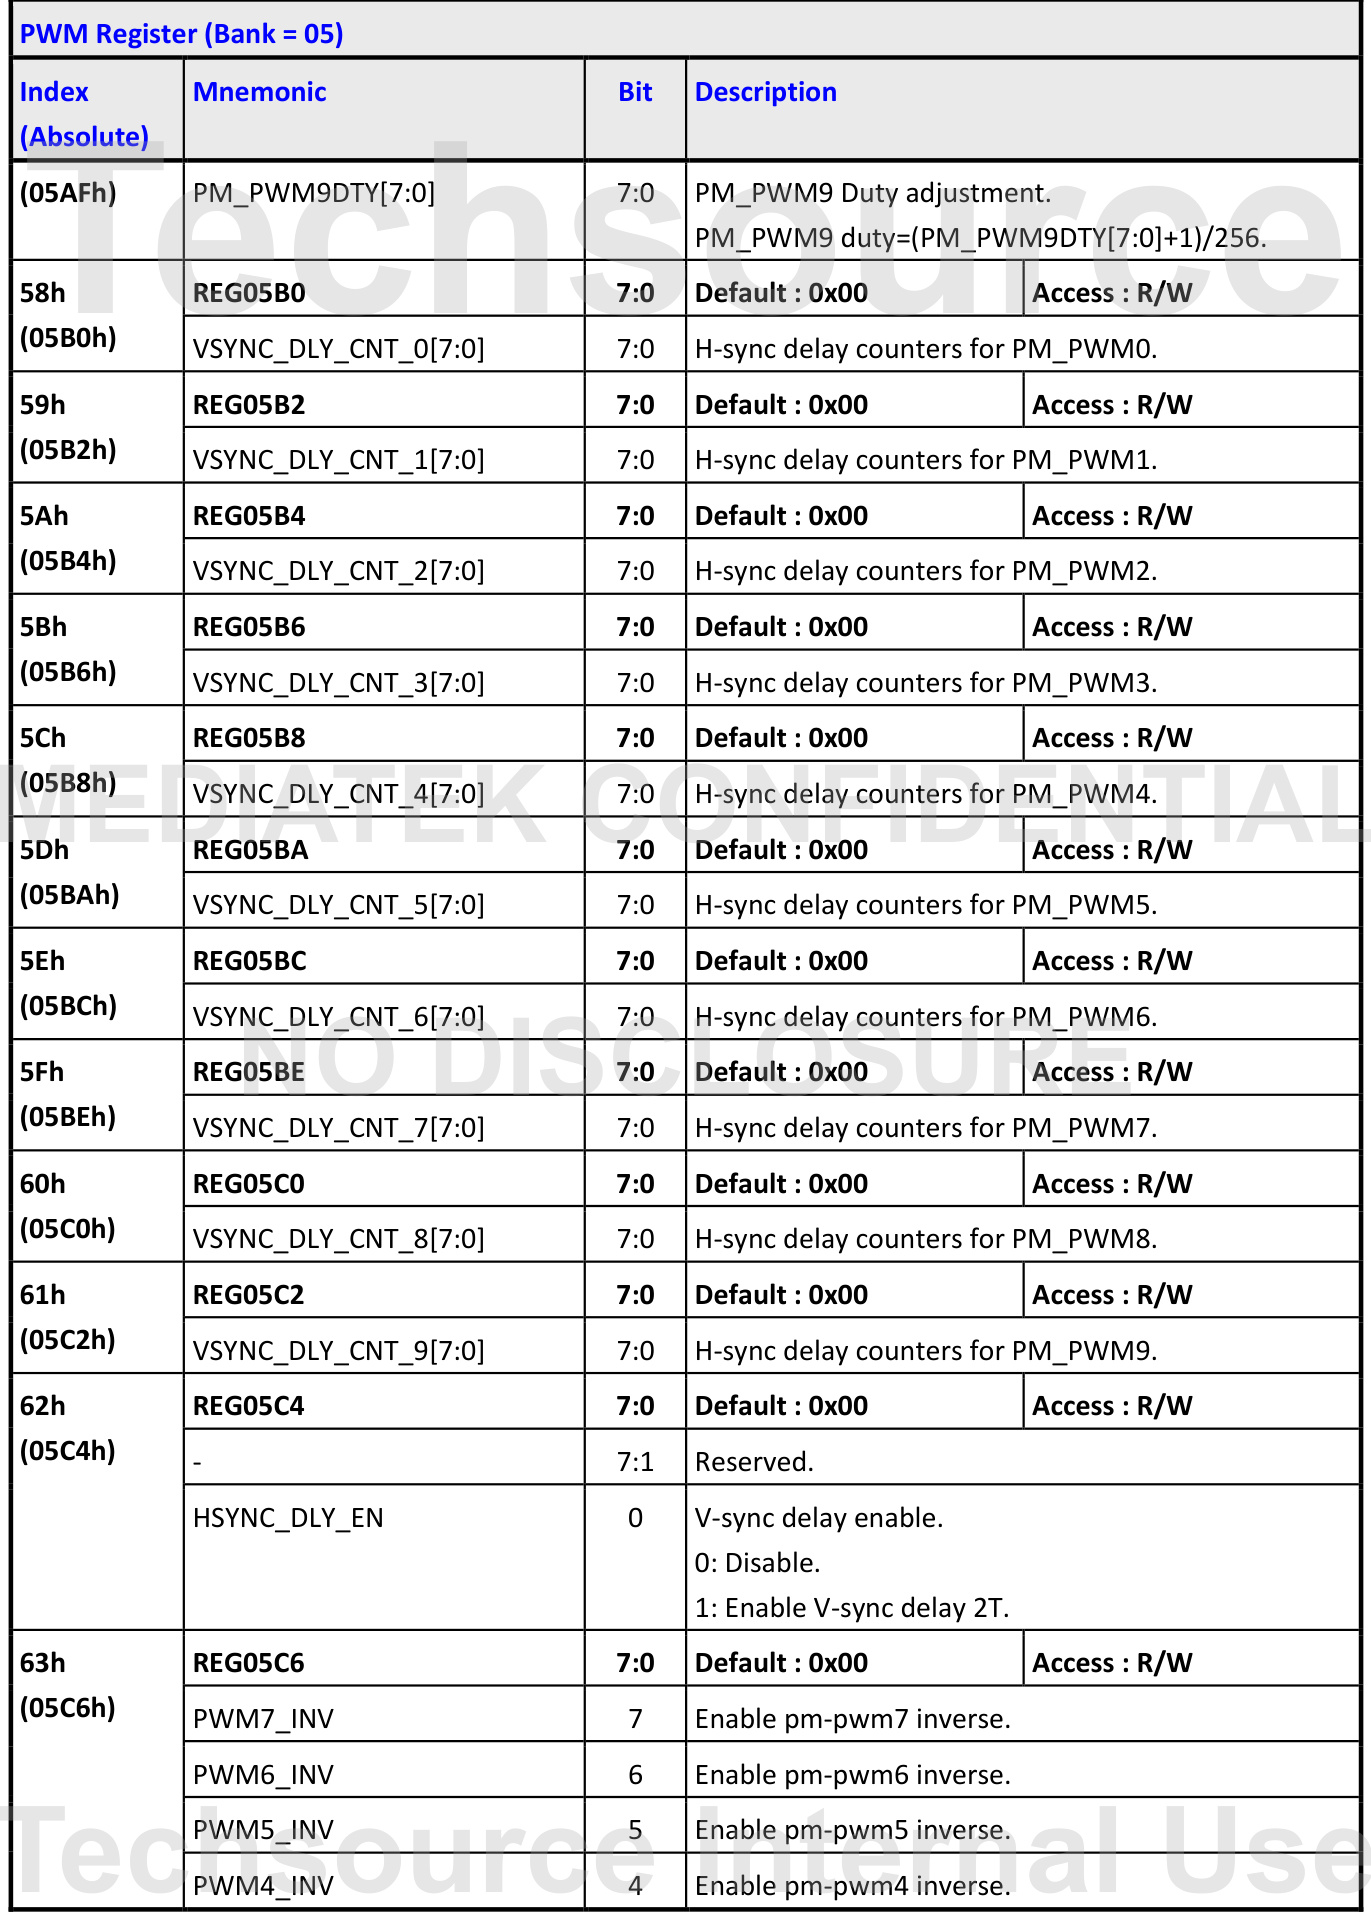 PWM Register (Bank = 05)
Index
(Absolute)
Mnemonic
Bit
Description
(05AFh)
PM_PWM9DTY[7:0]
7:0
PM_PWM9 Duty adjustment.
PM_PWM9 duty=(PM_PWM9DTY[7:0]+1)/256.
58h
(05B0h)
REG05B0
7:0
Default : 0x00
Access : R/W
VSYNC_DLY_CNT_0[7:0]
7:0
H-sync delay counters for PM_PWM0.
59h
(05B2h)
REG05B2
7:0
Default : 0x00
Access : R/W
VSYNC_DLY_CNT_1[7:0]
7:0
H-sync delay counters for PM_PWM1.
5Ah
(05B4h)
REG05B4
7:0
Default : 0x00
Access : R/W
VSYNC_DLY_CNT_2[7:0]
7:0
H-sync delay counters for PM_PWM2.
5Bh
(05B6h)
REG05B6
7:0
Default : 0x00
Access : R/W
VSYNC_DLY_CNT_3[7:0]
7:0
H-sync delay counters for PM_PWM3.
5Ch
(05B8h)
REG05B8
7:0
Default : 0x00
Access : R/W
VSYNC_DLY_CNT_4[7:0]
7:0
H-sync delay counters for PM_PWM4.
5Dh
(05BAh)
REG05BA
7:0
Default : 0x00
Access : R/W
VSYNC_DLY_CNT_5[7:0]
7:0
H-sync delay counters for PM_PWM5.
5Eh
(05BCh)
REG05BC
7:0
Default : 0x00
Access : R/W
VSYNC_DLY_CNT_6[7:0]
7:0
H-sync delay counters for PM_PWM6.
5Fh
(05BEh)
REG05BE
7:0
Default : 0x00
Access : R/W
VSYNC_DLY_CNT_7[7:0]
7:0
H-sync delay counters for PM_PWM7.
60h
(05C0h)
REG05C0
7:0
Default : 0x00
Access : R/W
VSYNC_DLY_CNT_8[7:0]
7:0
H-sync delay counters for PM_PWM8.
61h
(05C2h)
REG05C2
7:0
Default : 0x00
Access : R/W
VSYNC_DLY_CNT_9[7:0]
7:0
H-sync delay counters for PM_PWM9.
62h
(05C4h)
REG05C4
7:0
Default : 0x00
Access : R/W
-
7:1
Reserved.
HSYNC_DLY_EN
0
V-sync delay enable.
0: Disable.
1: Enable V-sync delay 2T.
63h
(05C6h)
REG05C6
7:0
Default : 0x00
Access : R/W
PWM7_INV
7
Enable pm-pwm7 inverse.
PWM6_INV
6
Enable pm-pwm6 inverse.
PWM5_INV
5
Enable pm-pwm5 inverse.
PWM4_INV
4
Enable pm-pwm4 inverse.
Techsource
MEDIATEK CONFIDENTIAL
NO DISCLOSURE
Techsource Internal Use